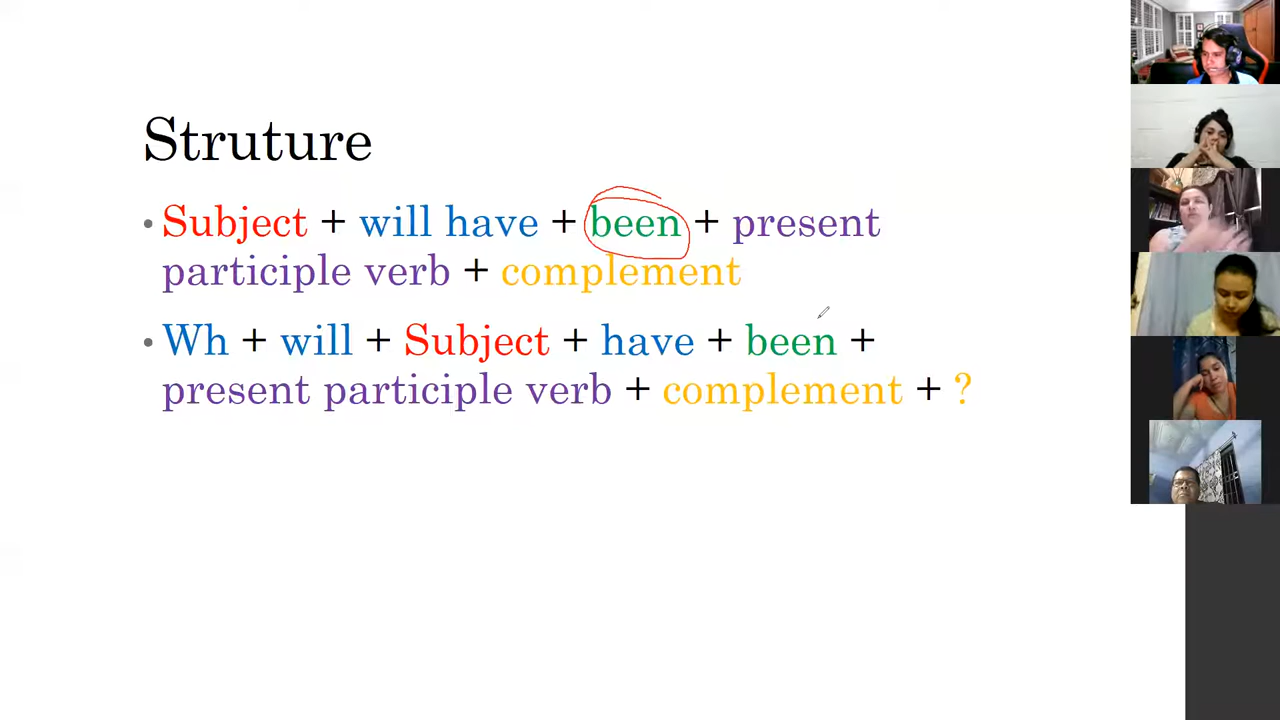 Struture
• Subject + will have + been + present
participle verb + complement
• Wh + will + Subject + have + been +
present participle verb + complement + ?